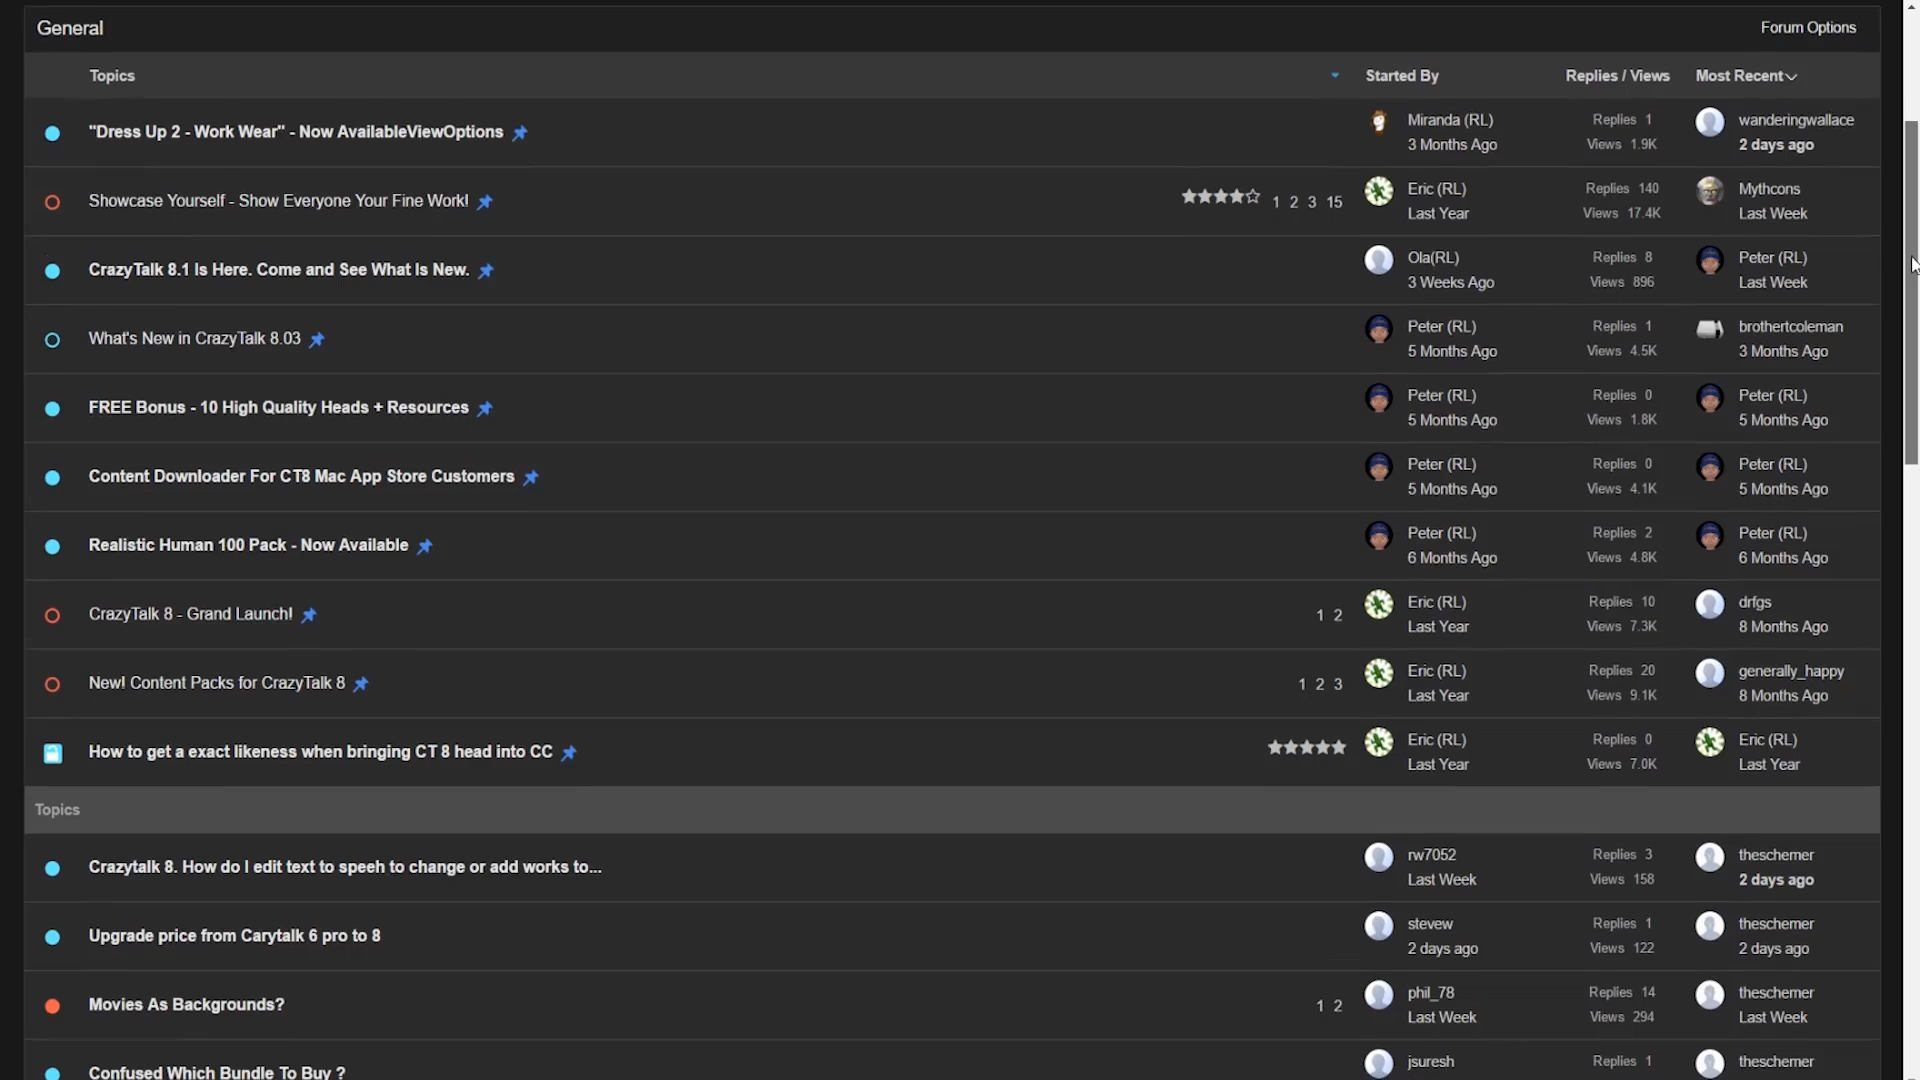 General
Forum Options
Topics Started By Replies / Views Most Recent
"Dress Up 2 - Work Wear" - Now AvailableViewOptions Miranda (RL) Replies 1 wanderingwallace
3 Months Ago Views 1.9K 2 days ago
Showcase Yourself - Show Everyone Your Fine Work! 1 2 3 15 Eric (RL) Replies 140 Mythcons
Last Year Views 17.4K Last Week
CrazyTalk 8.1 Is Here. Come and See What Is New. Ola(RL) Replies 8 Peter (RL)
3 Weeks Ago Views 896 Last Week
What's New in CrazyTalk 8.03 Peter (RL) Replies 1 brothertcoleman
5 Months Ago Views 4.5K 3 Months Ago
FREE Bonus - 10 High Quality Heads + Resources Peter (RL) Replies 0 Peter (RL)
5 Months Ago Views 1.8K 5 Months Ago
Content Downloader For CT8 Mac App Store Customers Peter (RL) Replies 0 Peter (RL)
5 Months Ago Views 4.1K 5 Months Ago
Realistic Human 100 Pack - Now Available Peter (RL) Replies 2 Peter (RL)
6 Months Ago Views 4.8K 6 Months Ago
CrazyTalk 8 - Grand Launch! 1 2 Eric (RL) Replies 10 drfgs
Last Year Views 7.3K 8 Months Ago
New! Content Packs for CrazyTalk 8 1 2 3 Eric (RL) Replies 20 generally_happy
Last Year Views 9.1K 8 Months Ago
How to get a exact likeness when bringing CT 8 head into CC Eric (RL) Replies 0 Eric (RL)
Last Year Views 7.0K Last Year
Topics
Crazytalk 8. How do I edit text to speeh to change or add works to... rw7052 Replies 3 theschemer
Last Week Views 158 2 days ago
Upgrade price from Carytalk 6 pro to 8 stevew Replies 1 theschemer
2 days ago Views 122 2 days ago
Movies As Backgrounds? 1 2 phil_78 Replies 14 theschemer
Last Week Views 294 Last Week
Confused Which Bundle To Buy ? jsuresh Replies 1 theschemer